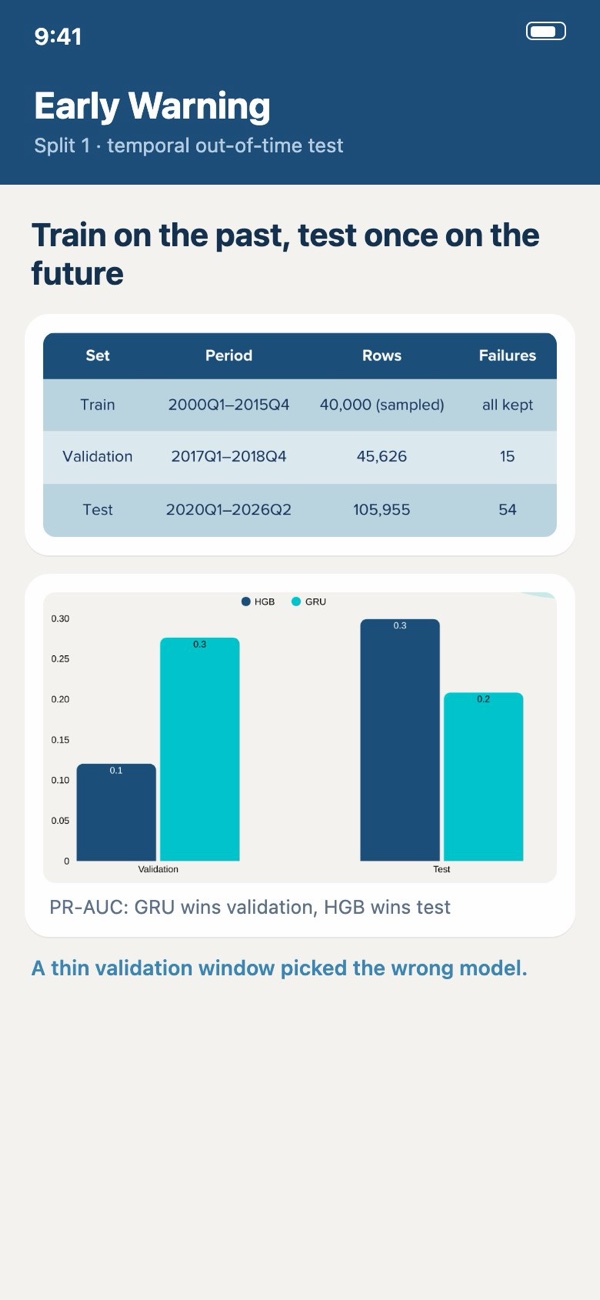 9:41
Early Warning
Split 1 · temporal out-of-time test
Train on the past, test once on the
future
Set Period Rows Failures
Train 2000Q1–2015Q4 40,000 (sampled) all kept
Validation 2017Q1–2018Q4 45,626 15
Test 2020Q1–2026Q2 105,955 54
HGB GRU
0.30
0.25
0.20
0.15
0.10
0.05
0
0.1
0.3
0.3
0.2
Validation Test
PR-AUC: GRU wins validation, HGB wins test
A thin validation window picked the wrong model.